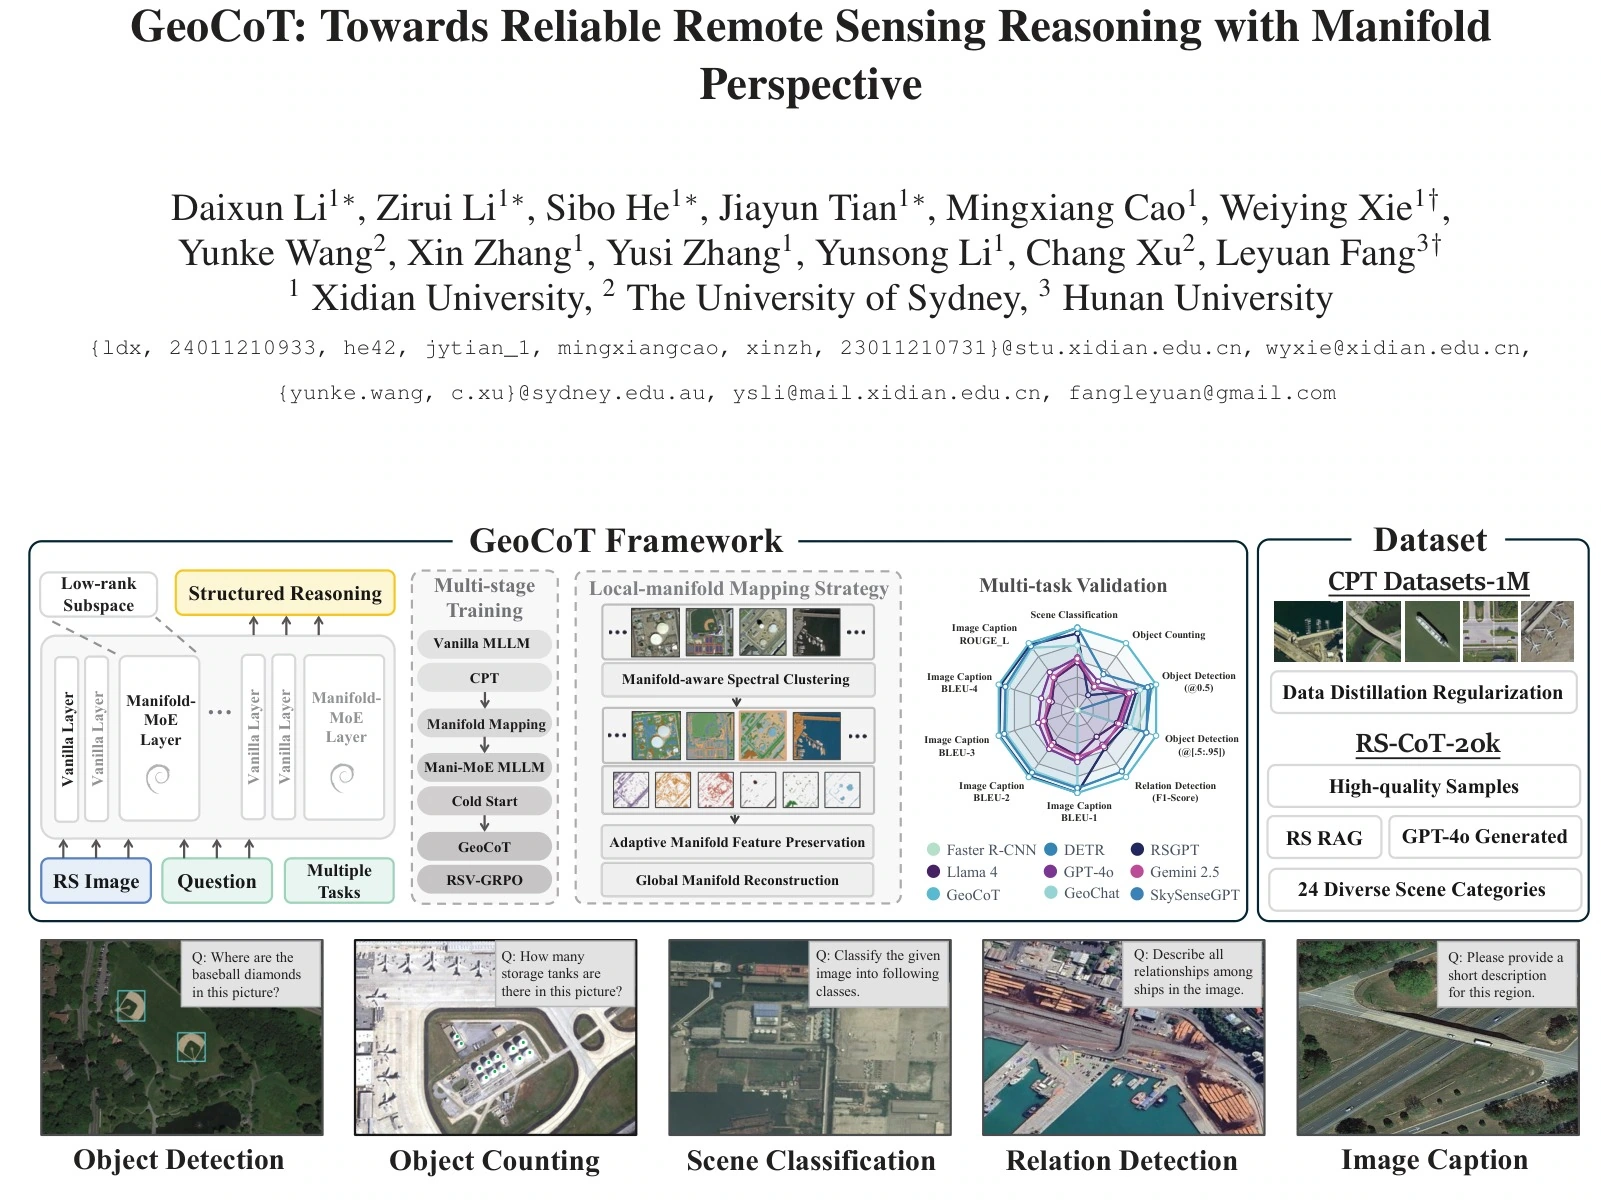 GeoCoT: Towards Reliable Remote Sensing Reasoning with Manifold
Perspective
Daixun Li1*, Zirui Li1*, Sibo He1*, Jiayun Tian1*, Mingxiang Cao1, Weiying Xie1†,
Yunke Wang2, Xin Zhang1, Yusi Zhang1, Yunsong Li1, Chang Xu2, Leyuan Fang3†
1 Xidian University, 2 The University of Sydney, 3 Hunan University
{ldx, 24011210933, he42, jytian_1, mingxiangcao, xinzh, 23011210731}@stu.xidian.edu.cn, wyxie@xidian.edu.cn,
{yunke.wang, c.xu}@sydney.edu.au, ysli@mail.xidian.edu.cn, fangleyuan@gmail.com
GeoCoT Framework
Low-rank
Subspace
Structured Reasoning
Vanilla Layer
Vanilla Layer
Manifold-
MoE
Layer
...
Vanilla Layer
Vanilla Layer
Manifold-
MoE
Layer
RS Image
Question
Multiple
Tasks
Multi-stage
Training
Vanilla MLLM
CPT
Manifold Mapping
Mani-MoE MLLM
Cold Start
GeoCoT
RSV-GRPO
Local-manifold Mapping Strategy
... ...
Manifold-aware Spectral Clustering
... ...
Adaptive Manifold Feature Preservation
Global Manifold Reconstruction
Multi-task Validation
Scene Classification
Object Counting
Object Detection
(@0.5)
Object Detection
(@[.5:.95])
Relation Detection
(F1-Score)
Image Caption
BLEU-1
Image Caption
BLEU-2
Image Caption
BLEU-3
Image Caption
BLEU-4
Image Caption
ROUGE_L
Faster R-CNN DETR RSGPT
Llama 4 GPT-4o Gemini 2.5
GeoCoT GeoChat SkySenseGPT
Dataset
CPT Datasets-1M
Data Distillation Regularization
RS-CoT-20k
High-quality Samples
RS RAG
GPT-4o Generated
24 Diverse Scene Categories
Q: Where are the
baseball diamonds
in this picture?
Object Detection
Q: How many
storage tanks are
there in this picture?
Object Counting
Q: Classify the given
image into following
classes.
Scene Classification
Q: Describe all
relationships among
ships in the image.
Relation Detection
Q: Please provide a
short description
for this region.
Image Caption